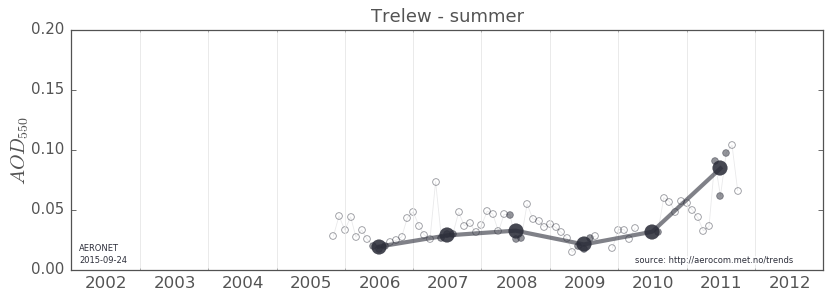 Trelew - summer
0.20
0.15
0.10
0.05
0.00
AOD550
AERONET
2015-09-24
source: http://aerocom.met.no/trends
2002 2003 2004 2005 2006 2007 2008 2009 2010 2011 2012